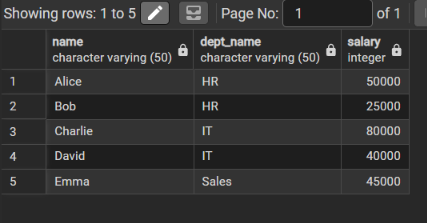 Showing rows: 1 to 5 Page No: 1 of 1
name dept_name salary
character varying (50) character varying (50) integer
1 Alice HR 50000
2 Bob HR 25000
3 Charlie IT 80000
4 David IT 40000
5 Emma Sales 45000